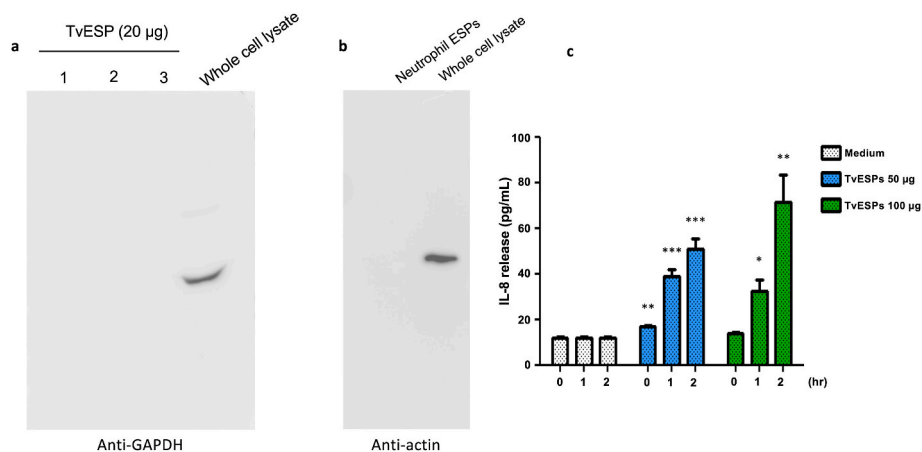 a
TvESP (20 µg)
1 2 3 Whole cell lysate
Anti-GAPDH
b
Neutrophil ESPs
Whole cell lysate
Anti-actin
c
IL-8 release (pg/mL)
100
80
60
40
20
0
** *** *** * **
0 1 2 0 1 2 0 1 2 (hr)
Medium
TvESPs 50 µg
TvESPs 100 µg